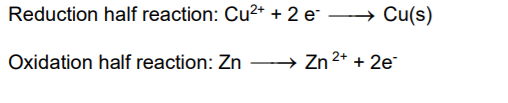 Reduction half reaction: Cu²⁺ + 2 e⁻ ⟶ Cu(s)
Oxidation half reaction: Zn ⟶ Zn ²⁺ + 2e⁻